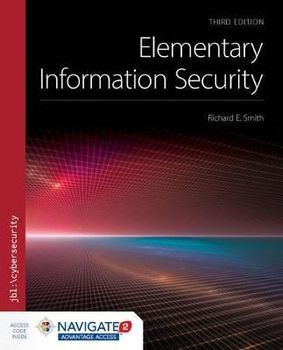 THIRD EDITION
Elementary
Information Security
Richard E. Smith
jbl:\cybersecurity
ACCESS
CODE
INSIDE
NAVIGATE 2
ADVANTAGE ACCESS